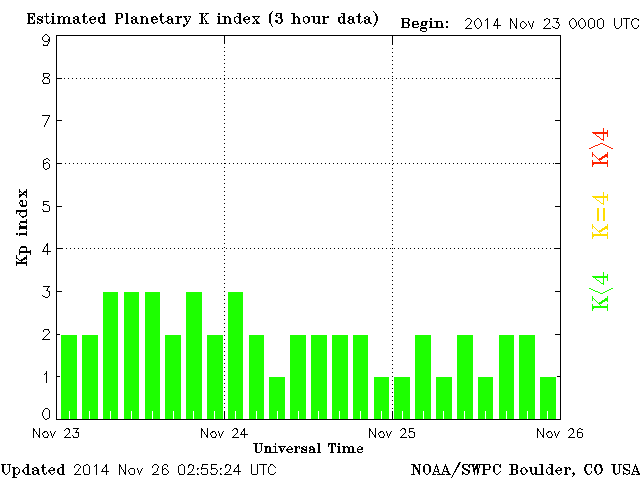 Estimated Planetary K index (3 hour data) Begin: 2014 Nov 23 0000 UTC
9
8
7
6
5
4
3
2
1
0
Kp index
Nov 23 Nov 24 Nov 25 Nov 26
Universal Time
K>4
K=4
K<4
Updated 2014 Nov 26 02:55:24 UTC NOAA/SWPC Boulder, CO USA